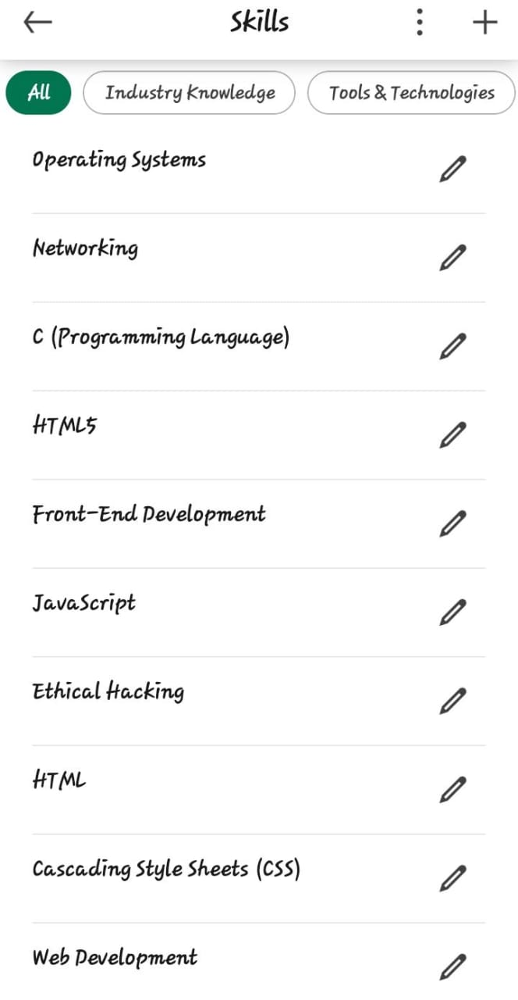 Skills
All
Industry Knowledge
Tools & Technologies
Operating Systems
Networking
C (Programming Language)
HTML5
Front-End Development
JavaScript
Ethical Hacking
HTML
Cascading Style Sheets (CSS)
Web Development